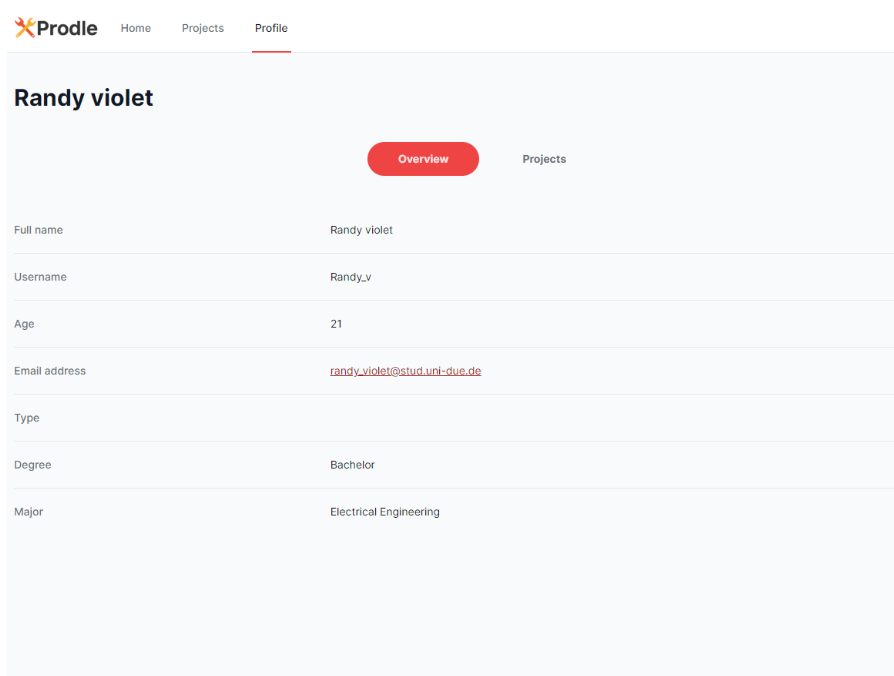 Prodle Home Projects Profile
Randy violet
Overview Projects
Full name Randy violet
Username Randy_v
Age 21
Email address randy_violet@stud.uni-due.de
Type
Degree Bachelor
Major Electrical Engineering